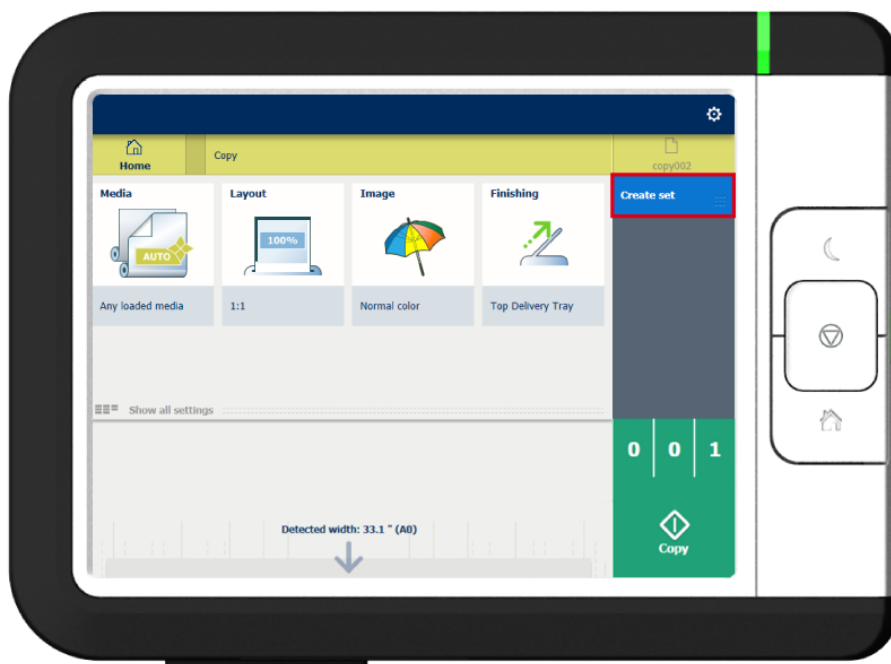 Home
Copy
copy002
Media
Layout
Image
Finishing
Create set
AUTO
100%
Any loaded media
1:1
Normal color
Top Delivery Tray
Show all settings
0 0 1
Detected width: 33.1 " (A0)
Copy